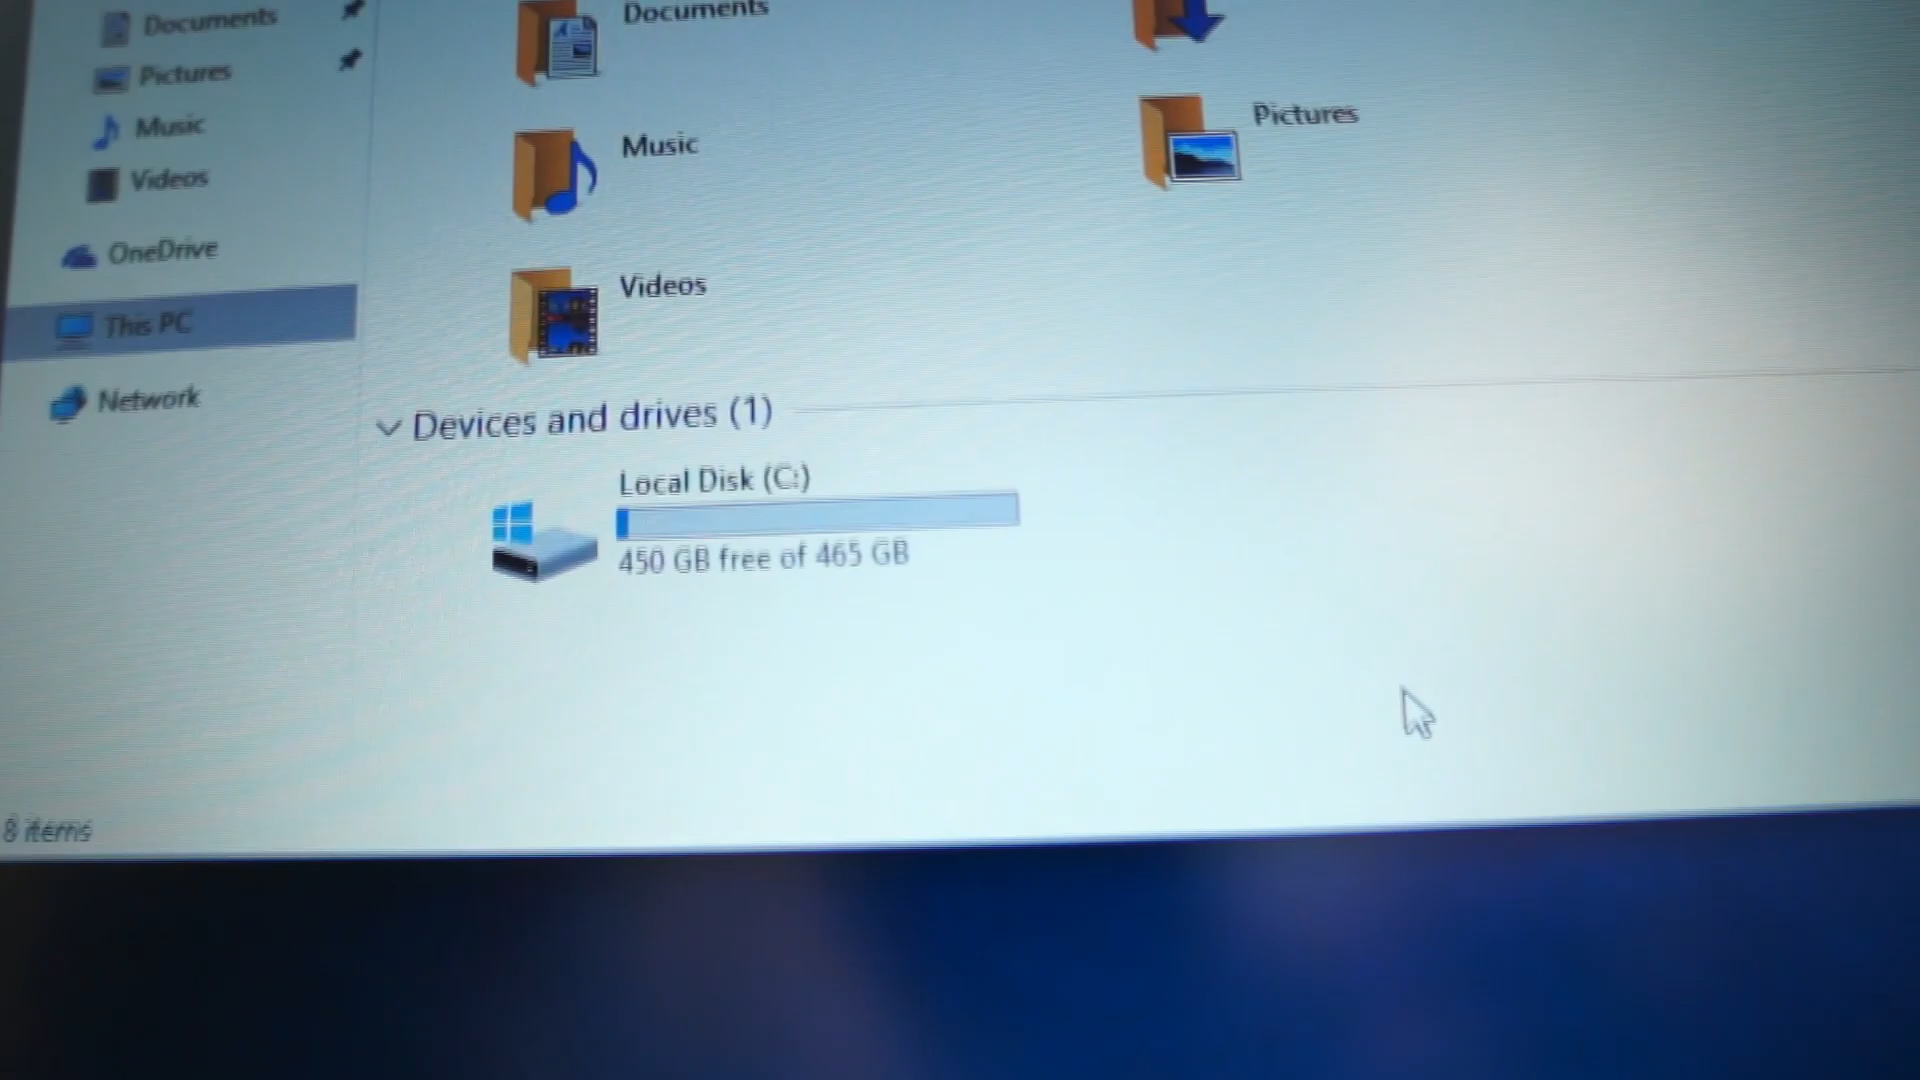 Documents
Pictures
Music
Videos
OneDrive
This PC
Network
8 items
Documents
Music
Pictures
Videos
Devices and drives (1)
Local Disk (C:)
450 GB free of 465 GB